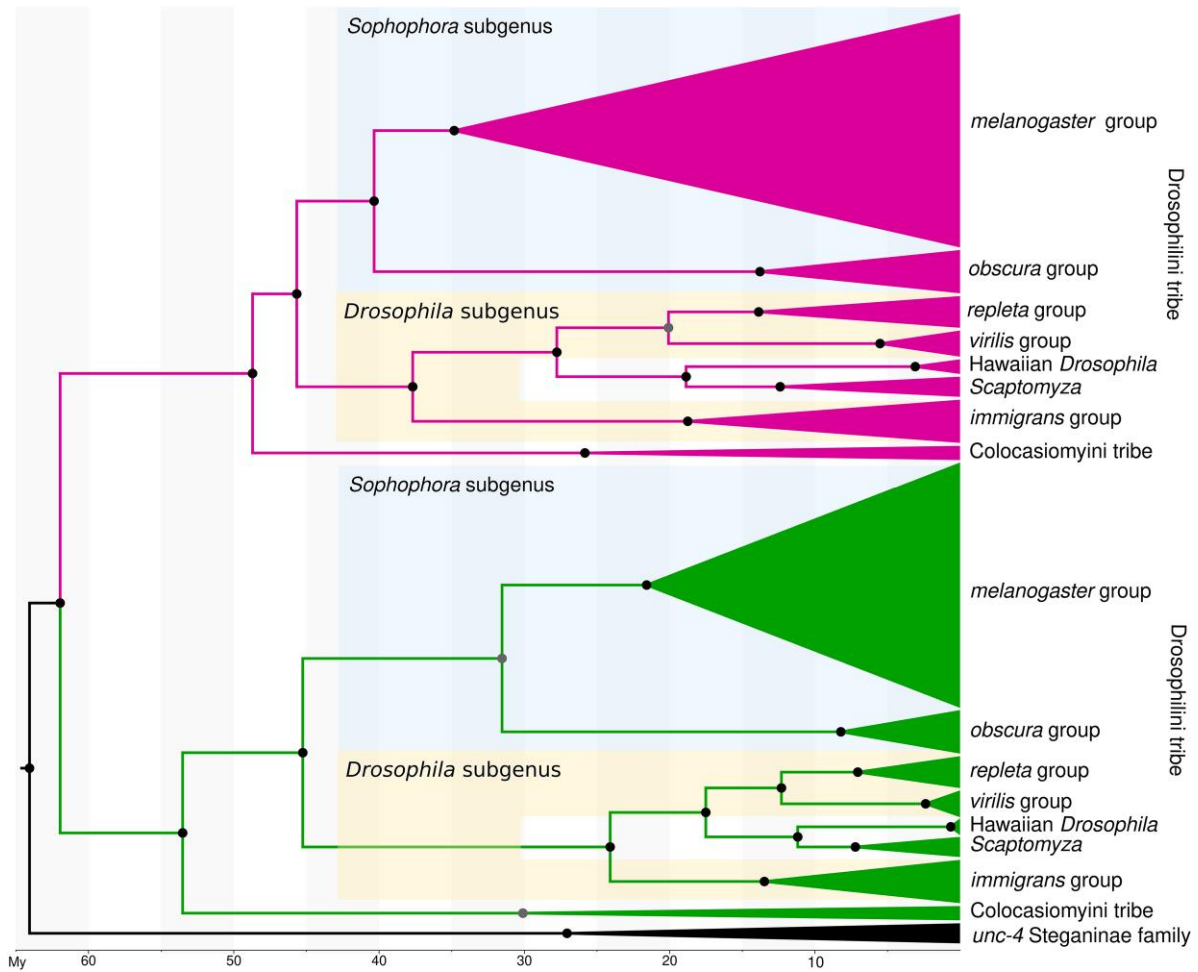 Sophophora subgenus
melanogaster group
Drosophilini tribe
obscura group
Drosophila subgenus
repleta group
virilis group
Hawaiian Drosophila
Scaptomyza
immigrans group
Colocasiomyini tribe
Sophophora subgenus
melanogaster group
Drosophilini tribe
obscura group
Drosophila subgenus
repleta group
virilis group
Hawaiian Drosophila
Scaptomyza
immigrans group
Colocasiomyini tribe
unc-4 Steganinae family
My 60 50 40 30 20 10